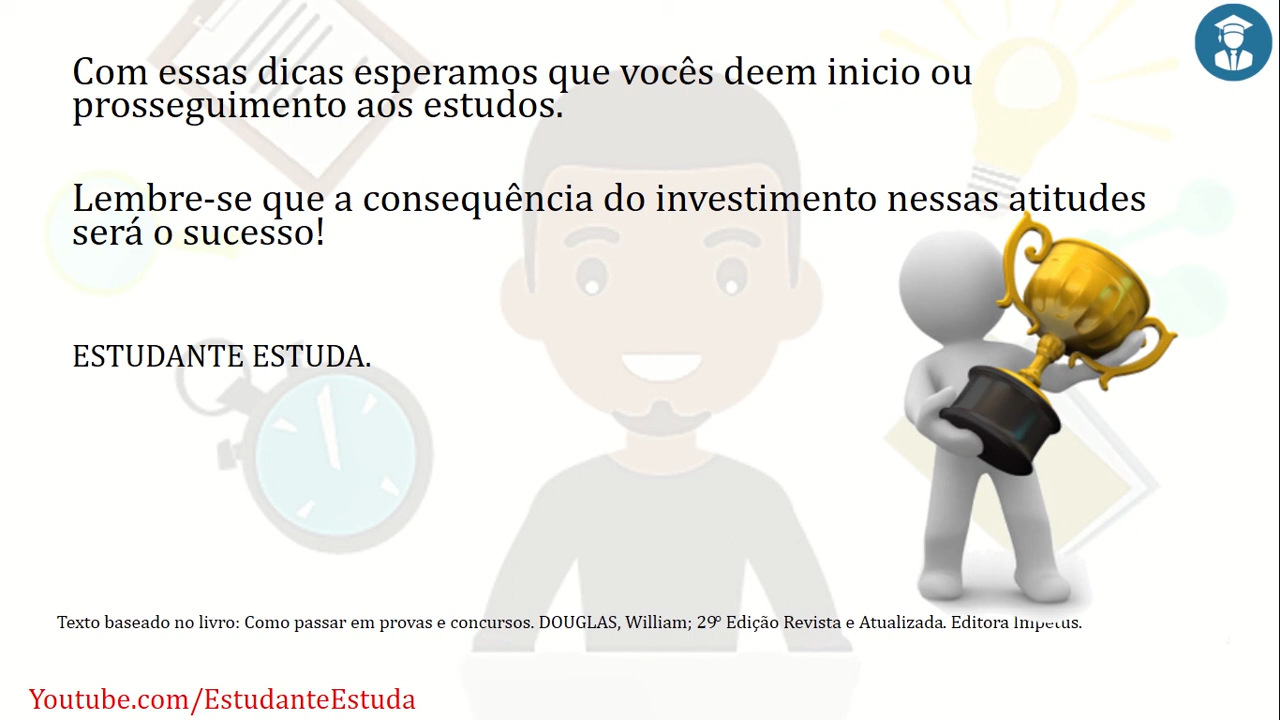 Com essas dicas esperamos que vocês deem inicio ou
prosseguimento aos estudos.
Lembre-se que a consequência do investimento nessas atitudes
será o sucesso!
ESTUDANTE ESTUDA.
Texto baseado no livro: Como passar em provas e concursos. DOUGLAS, William; 29º Edição Revista e Atualizada. Editora Impetus.
Youtube.com/EstudanteEstuda